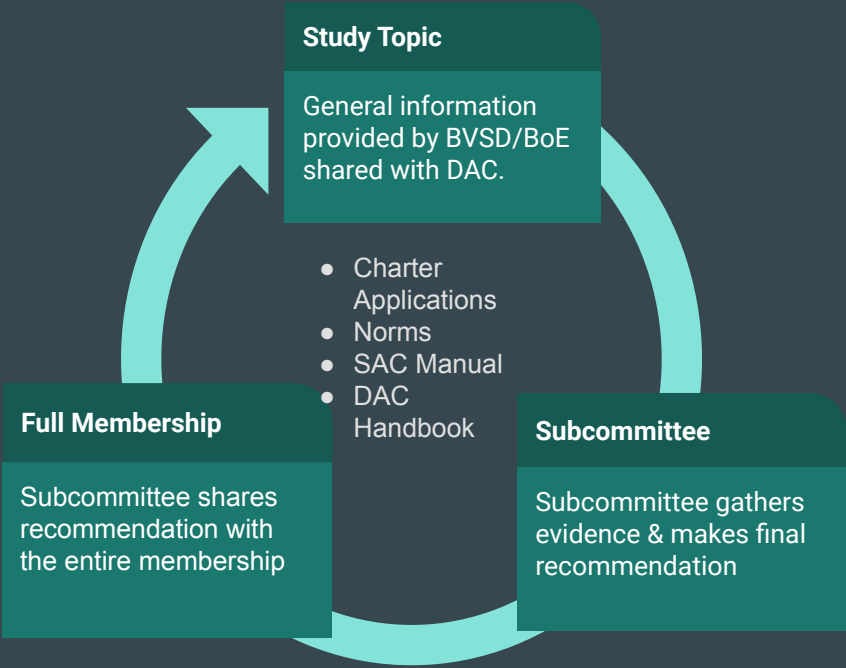 Study Topic
General information
provided by BVSD/BoE
shared with DAC.
● Charter
Applications
● Norms
● SAC Manual
● DAC
Handbook
Full Membership
Subcommittee shares
recommendation with
the entire membership
Subcommittee
Subcommittee gathers
evidence & makes final
recommendation